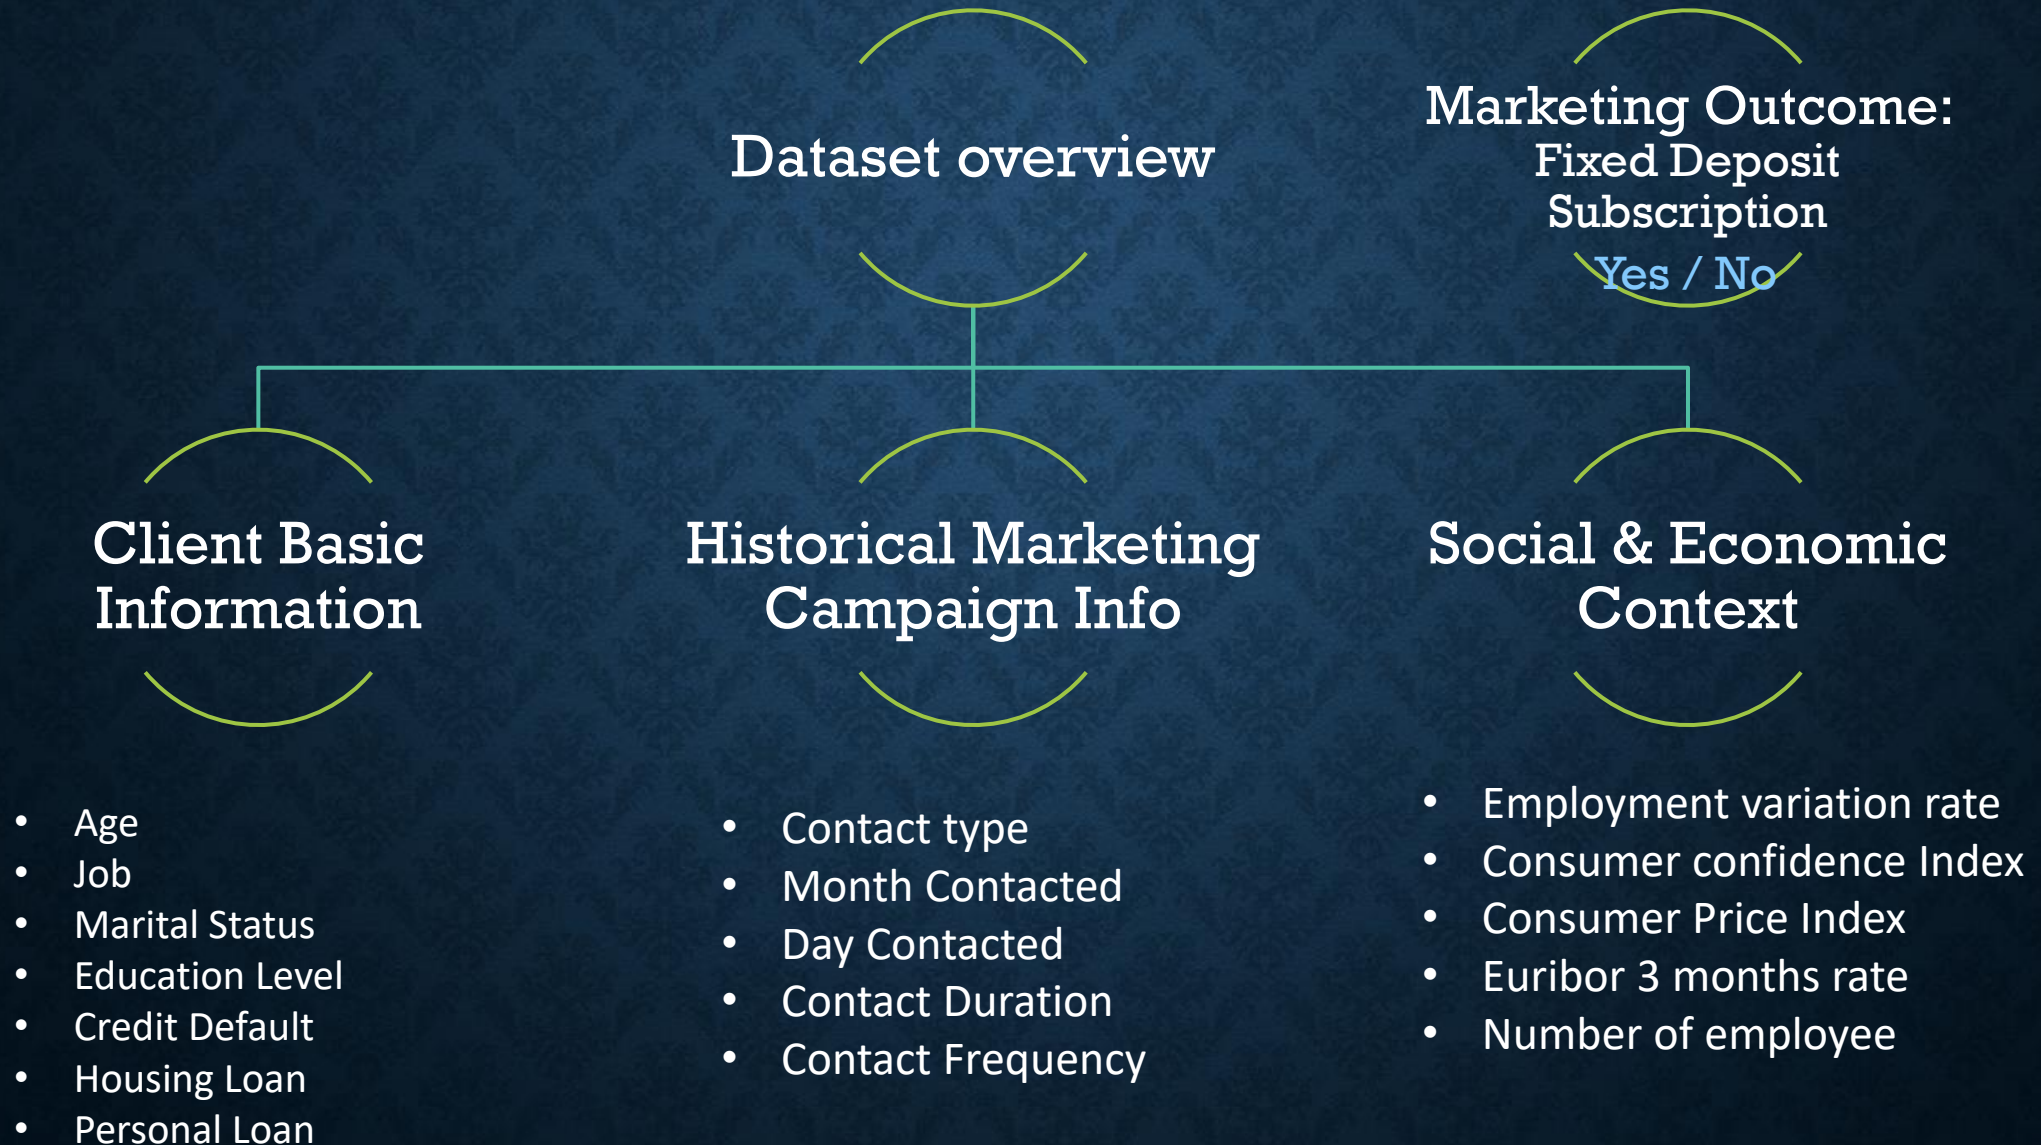 Dataset overview
Marketing Outcome:
Fixed Deposit
Subscription
Yes / No
Client Basic
Information
Historical Marketing
Campaign Info
Social & Economic
Context
• Age
• Job
• Marital Status
• Education Level
• Credit Default
• Housing Loan
• Personal Loan
• Contact type
• Month Contacted
• Day Contacted
• Contact Duration
• Contact Frequency
• Employment variation rate
• Consumer confidence Index
• Consumer Price Index
• Euribor 3 months rate
• Number of employee